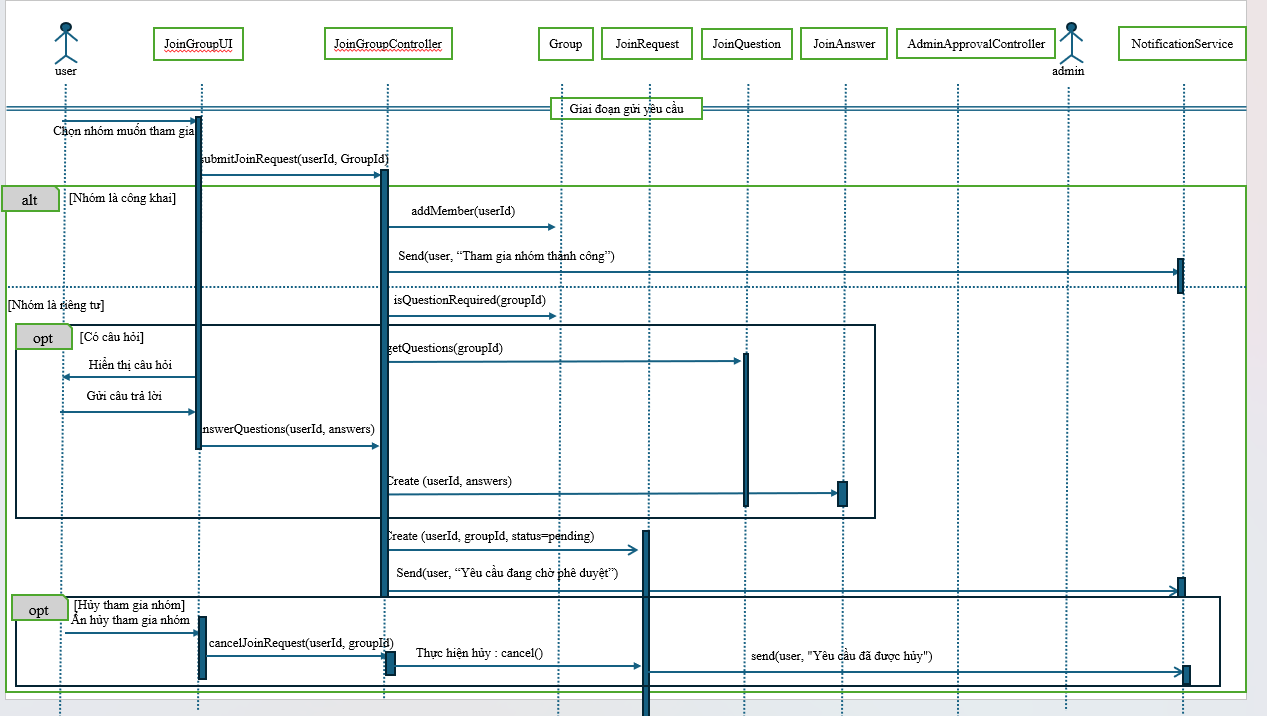 JoinGroupUI
JoinGroupController
Group
JoinRequest
JoinQuestion
JoinAnswer
AdminApprovalController
NotificationService
user
admin
Giai đoạn gửi yêu cầu
Chọn nhóm muốn tham gia
submitJoinRequest(userId, GroupId)
alt
[Nhóm là công khai]
addMember(userId)
Send(user, “Tham gia nhóm thành công”)
[Nhóm là riêng tư]
isQuestionRequired(groupId)
opt
[Có câu hỏi]
getQuestions(groupId)
Hiển thị câu hỏi
Gửi câu trả lời
nswerQuestions(userId, answers)
Create (userId, answers)
Create (userId, groupId, status=pending)
Send(user, “Yêu cầu đang chờ phê duyệt”)
opt
[Hủy tham gia nhóm]
Ấn hủy tham gia nhóm
cancelJoinRequest(userId, groupId)
Thực hiện hủy : cancel()
send(user, "Yêu cầu đã được hủy")